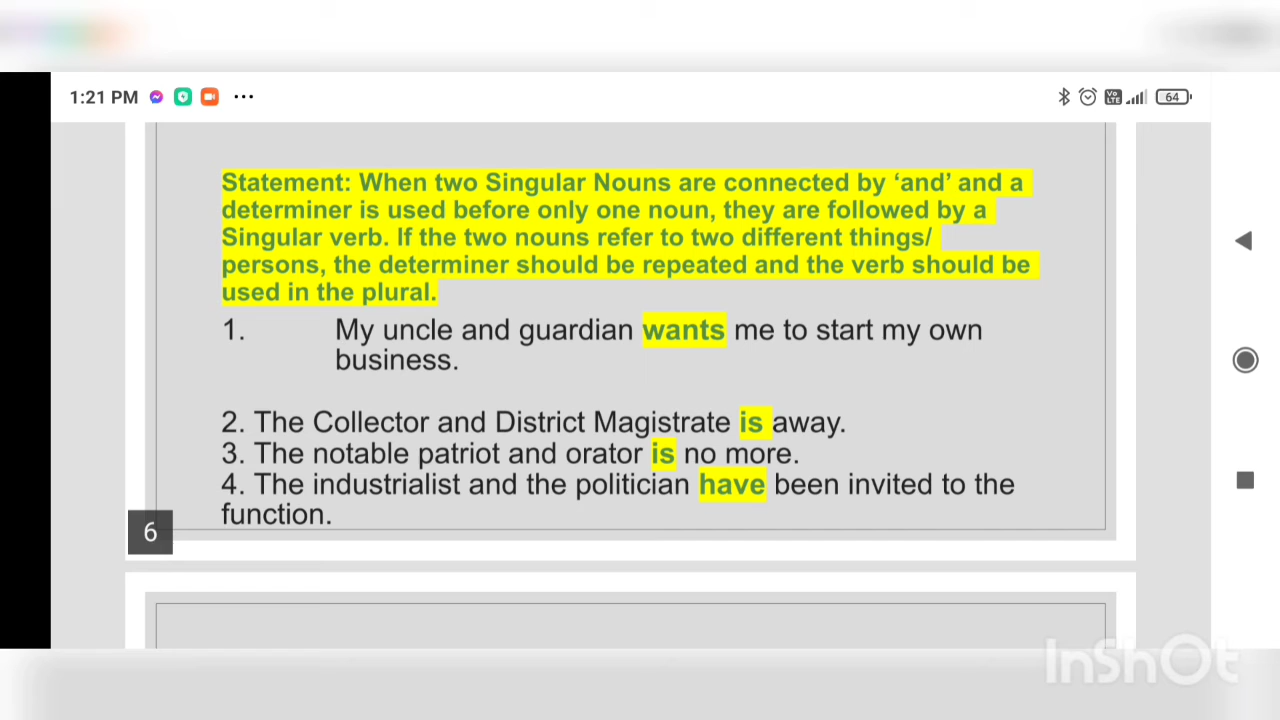 1:21 PM ...
Vo LTE 64
Statement: When two Singular Nouns are connected by ‘and’ and a
determiner is used before only one noun, they are followed by a
Singular verb. If the two nouns refer to two different things/
persons, the determiner should be repeated and the verb should be
used in the plural.
1. My uncle and guardian wants me to start my own
business.
2. The Collector and District Magistrate is away.
3. The notable patriot and orator is no more.
4. The industrialist and the politician have been invited to the
function.
6
InShOt